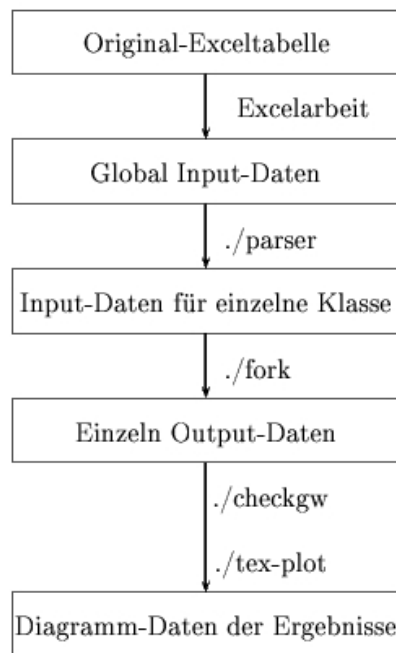 Original-Exceltabelle
Excelarbeit
Global Input-Daten
./parser
Input-Daten für einzelne Klasse
./fork
Einzeln Output-Daten
./checkgw
./tex-plot
Diagramm-Daten der Ergebnisse